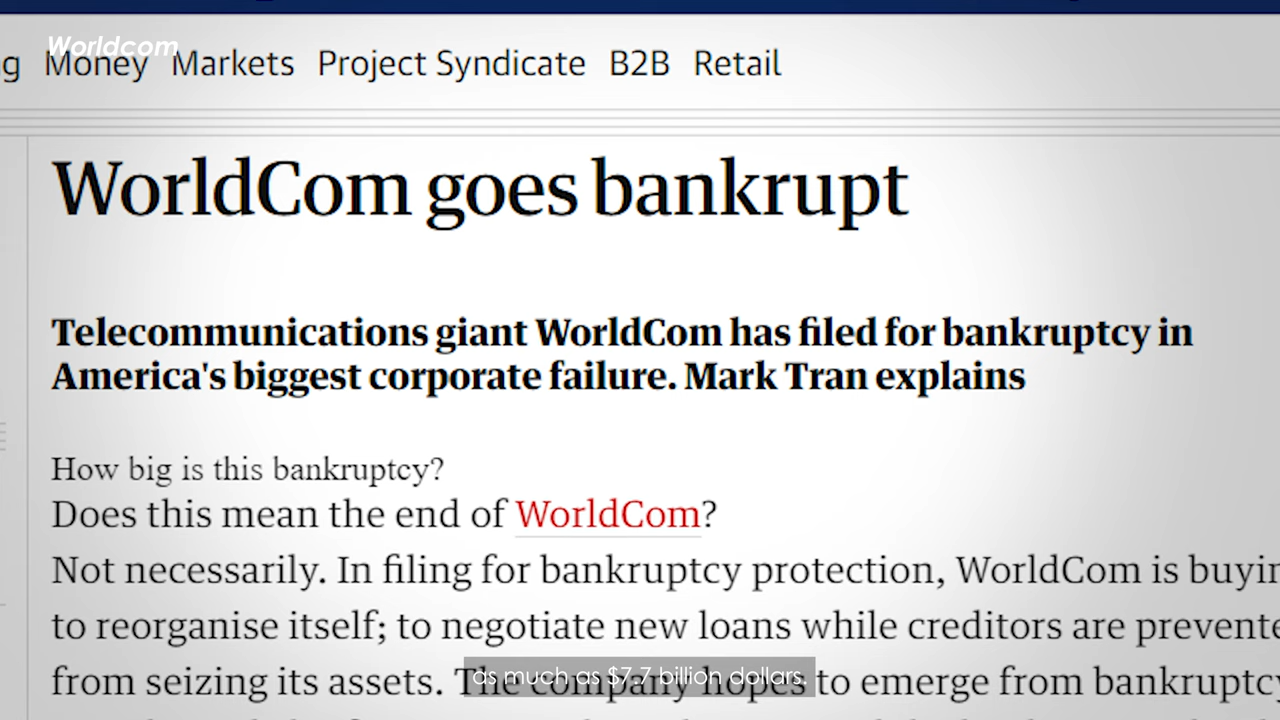 Worldcom
Money Markets Project Syndicate B2B Retail
WorldCom goes bankrupt
Telecommunications giant WorldCom has filed for bankruptcy in
America's biggest corporate failure. Mark Tran explains
How big is this bankruptcy?
Does this mean the end of WorldCom?
Not necessarily. In filing for bankruptcy protection, WorldCom is
to reorganise itself; to negotiate new loans while creditors are
from seizing its assets. The company hopes to emerge from bankruptcy
as much as $7.7 billion dollars.